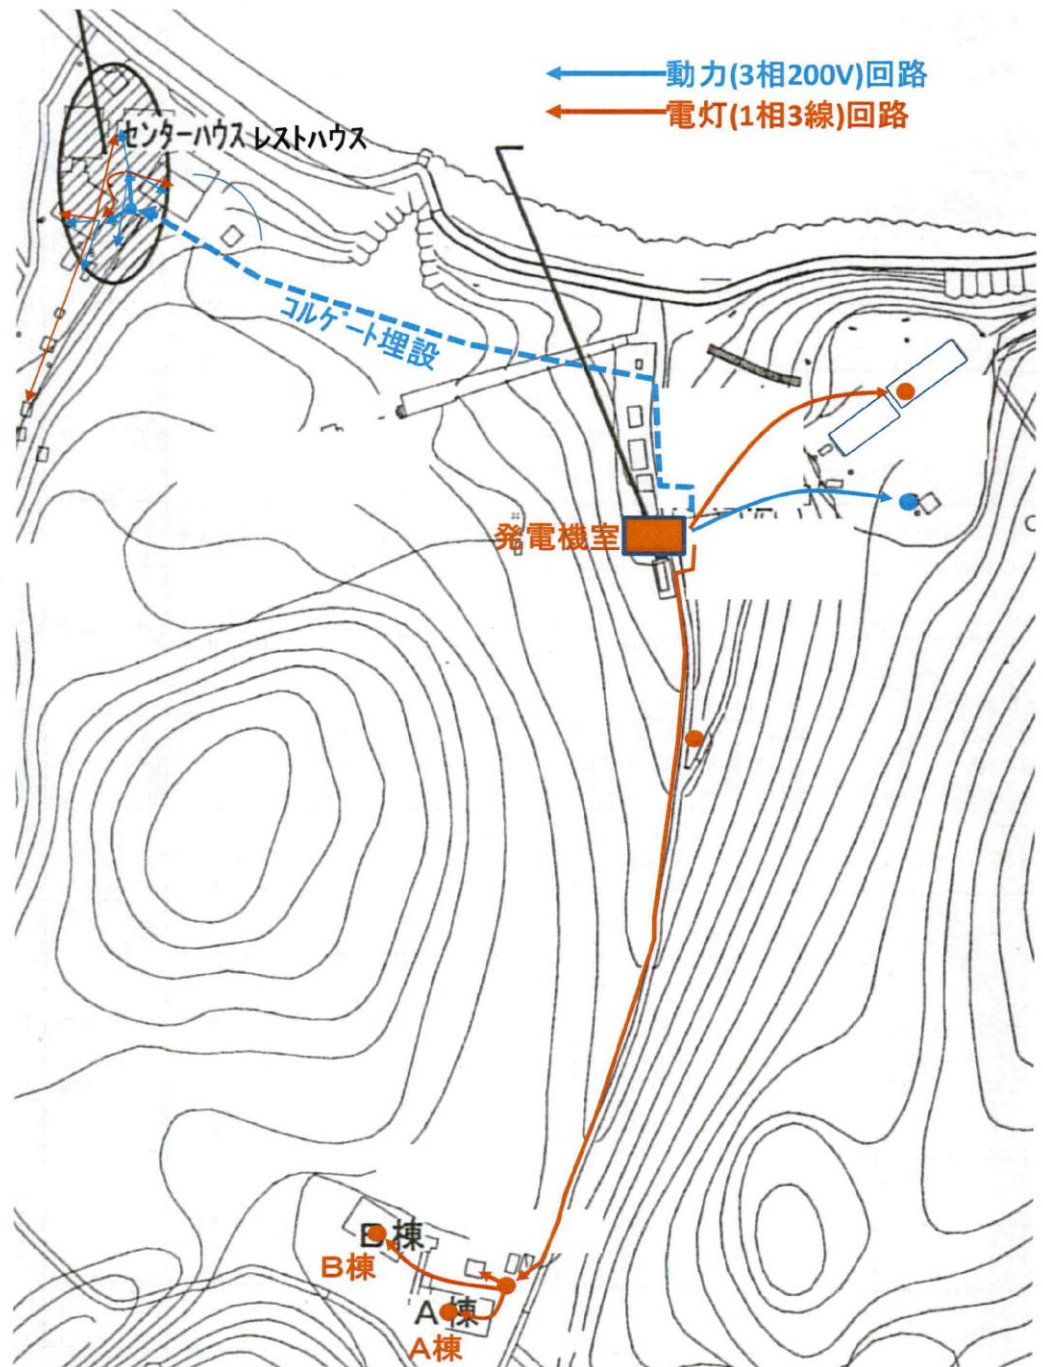 動力(3相200V)回路
電灯(1相3線)回路
センターハウス レストハウス
コルゲート埋設
発電機室
B棟
B棟
A棟
A棟